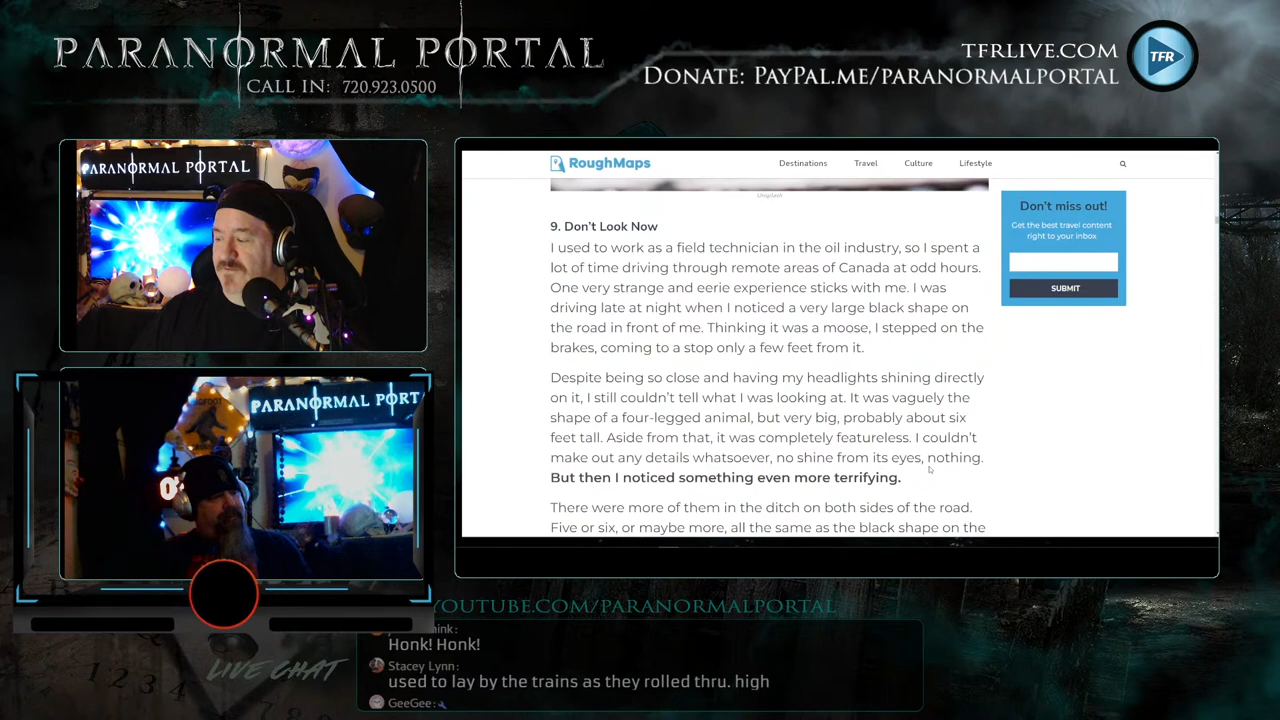 PARANORMAL PORTAL
CALL IN: 720.923.0500
TFRLIVE.COM
DONATE: PAYPAL.ME/PARANORMALPORTAL
TFR
PARANORMAL PORTAL
PARANORMAL PORT
RoughMaps
Destinations
Travel
Culture
Lifestyle
Unsplash
9. Don't Look Now
I used to work as a field technician in the oil industry, so I spent a
lot of time driving through remote areas of Canada at odd hours.
One very strange and eerie experience sticks with me. I was
driving late at night when I noticed a very large black shape on
the road in front of me. Thinking it was a moose, I stepped on the
brakes, coming to a stop only a few feet from it.
Despite being so close and having my headlights shining directly
on it, I still couldn't tell what I was looking at. It was vaguely the
shape of a four-legged animal, but very big, probably about six
feet tall. Aside from that, it was completely featureless. I couldn't
make out any details whatsoever, no shine from its eyes, nothing.
But then I noticed something even more terrifying.
There were more of them in the ditch on both sides of the road.
Five or six, or maybe more, all the same as the black shape on the
Don't miss out!
Get the best travel content
right to your inbox
SUBMIT
YOUTUBE.COM/PARANORMALPORTAL
LIVE CHAT
Honk! Honk!
Stacey Lynn:
used to lay by the trains as they rolled thru. high
GeeGee: